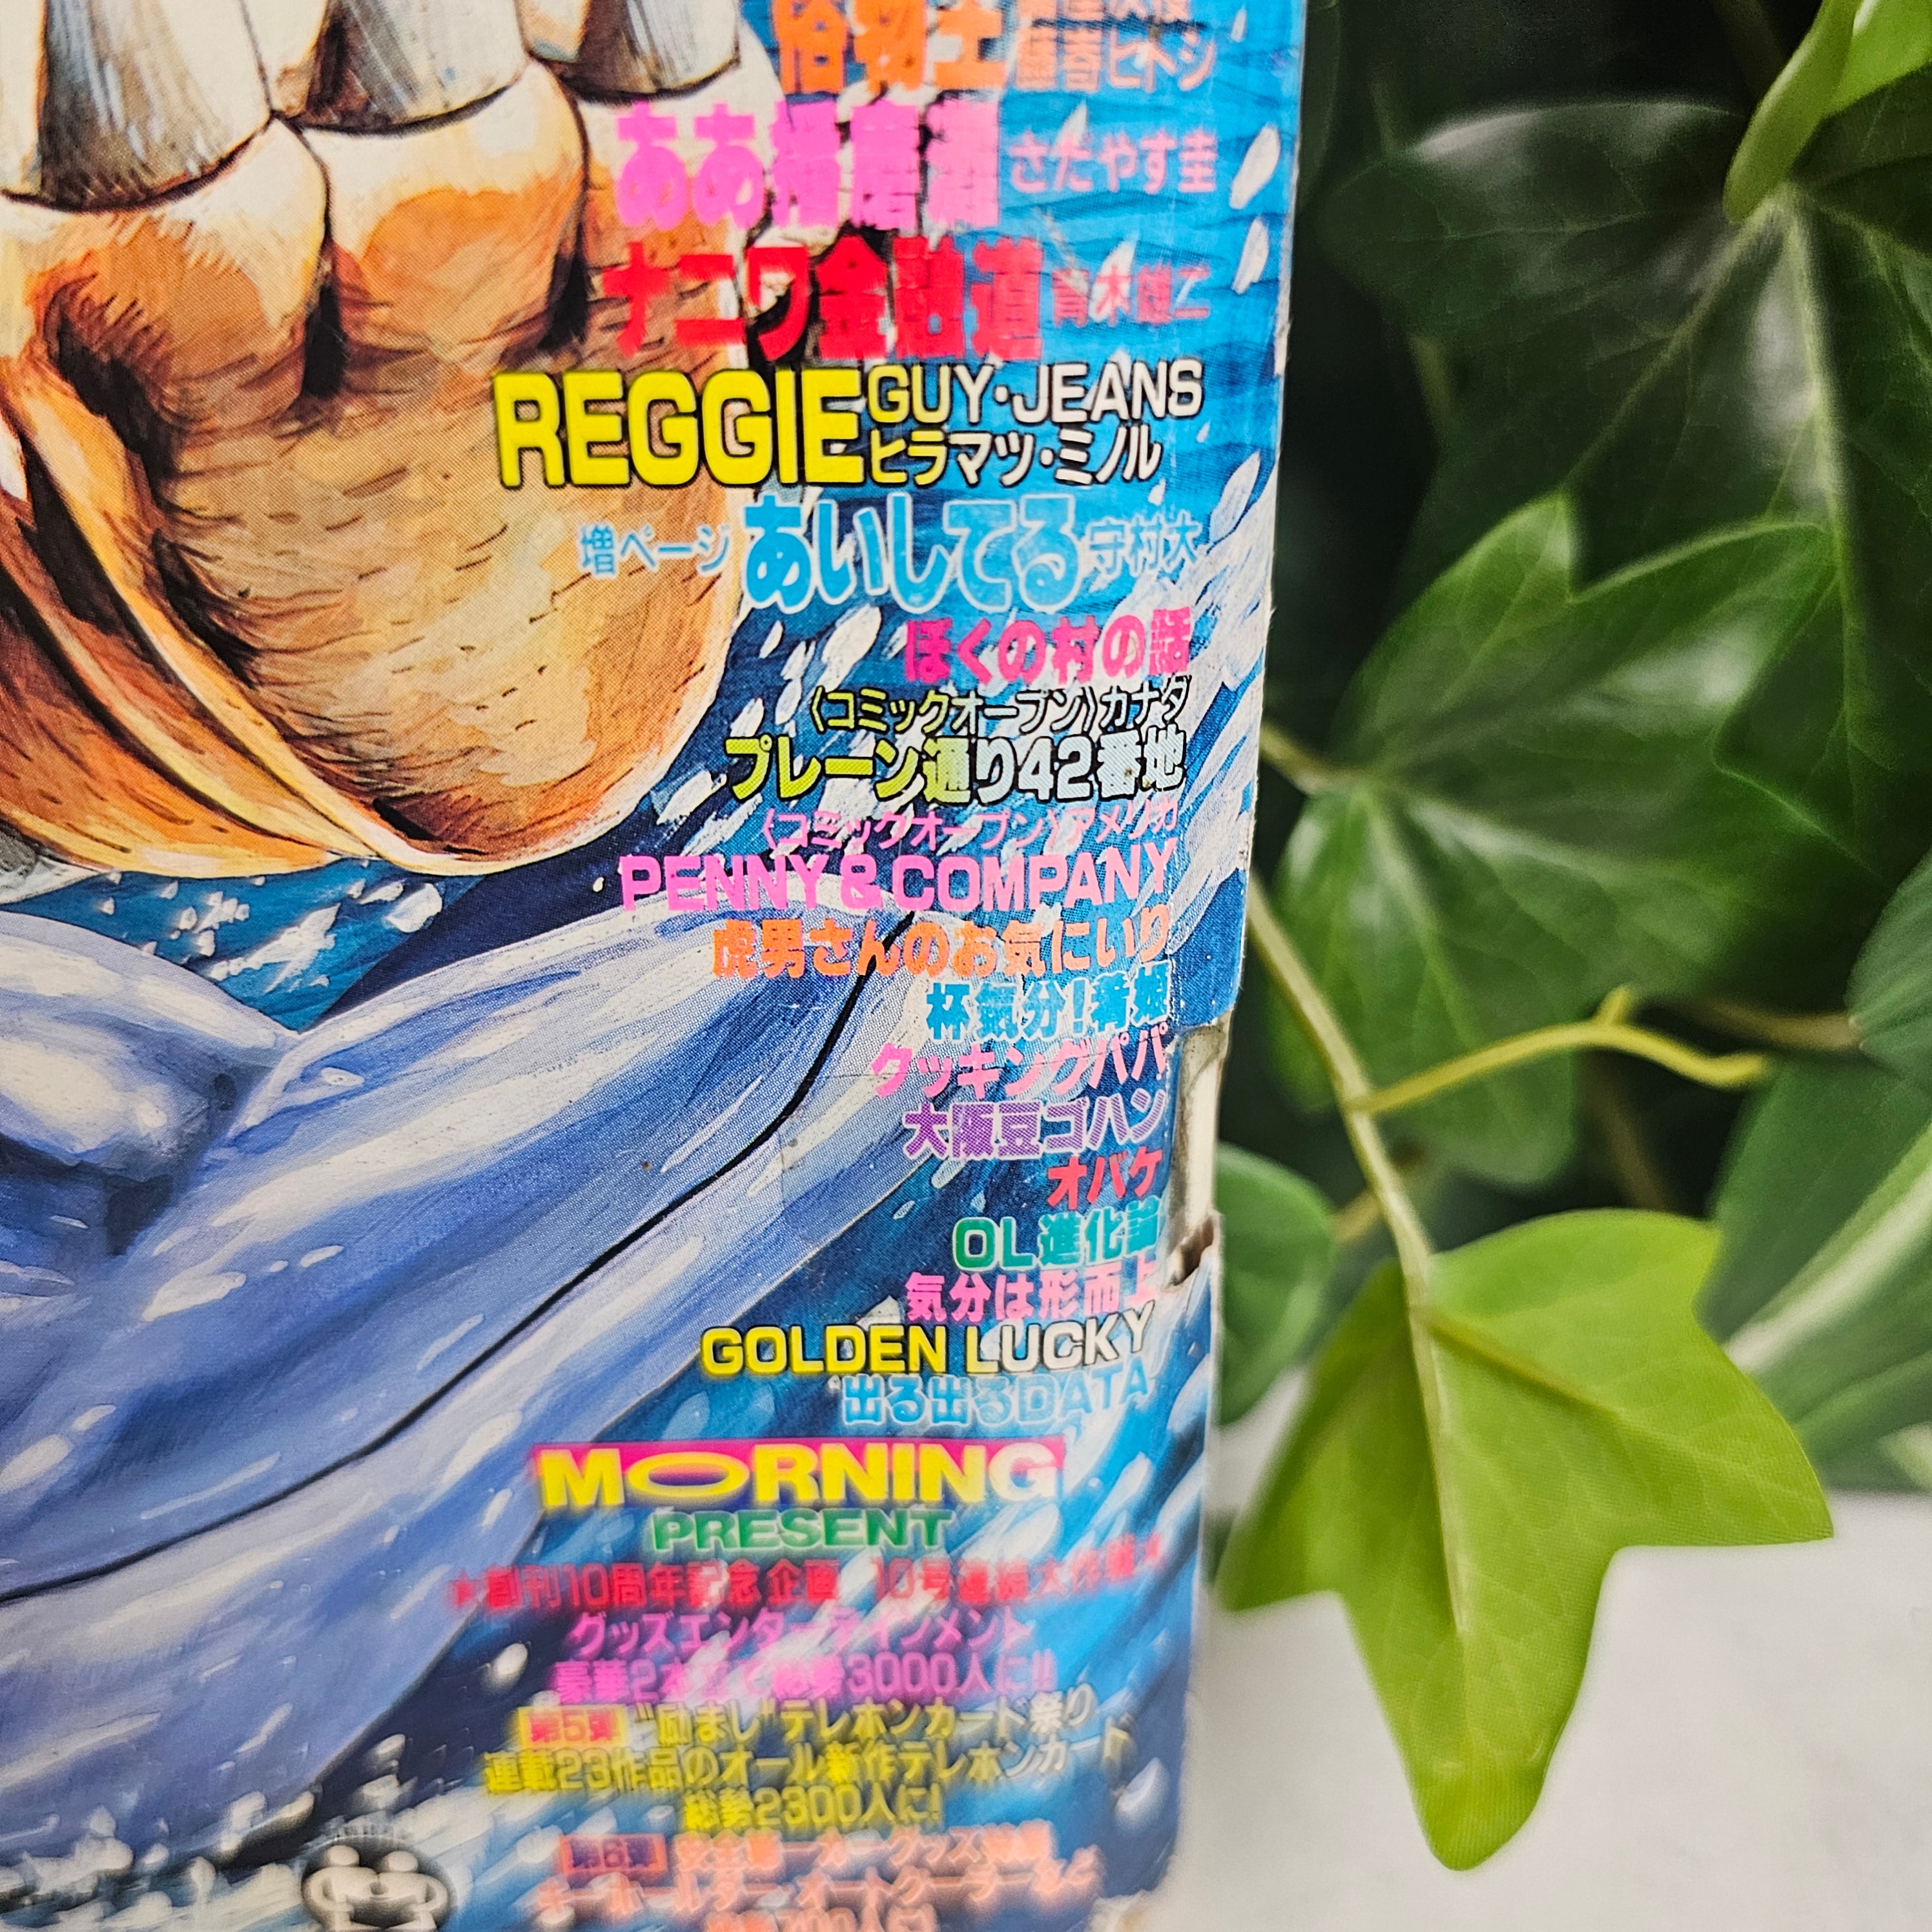 ああ播磨灘 さだやす圭
ナニワ金融道 青木雄二
REGGIE GUY・JEANS
ヒラマツ・ミノル
増ページ あいしてる 守村大
ぼくの村の話
〈コミックオープン〉カナダ
プレーン通り42番地
〈コミックオープン〉アメリカ
PENNY&COMPANY
虎男さんのお気にいり
杯気分!肴姫
クッキングパパ
大阪豆ゴハン
オバケ
OL進化論
気分は形而上
GOLDEN LUCKY
出る出るDATA
MORNING
PRESENT
★創刊10周年記念企画 10号連続大作戦★
グッズエンターテインメント
豪華2本立て総勢3000人に!!
第5弾 "励まし"テレホンカード祭り
連載23作品のオール新作テレホンカード
総勢2300人に!
第6弾